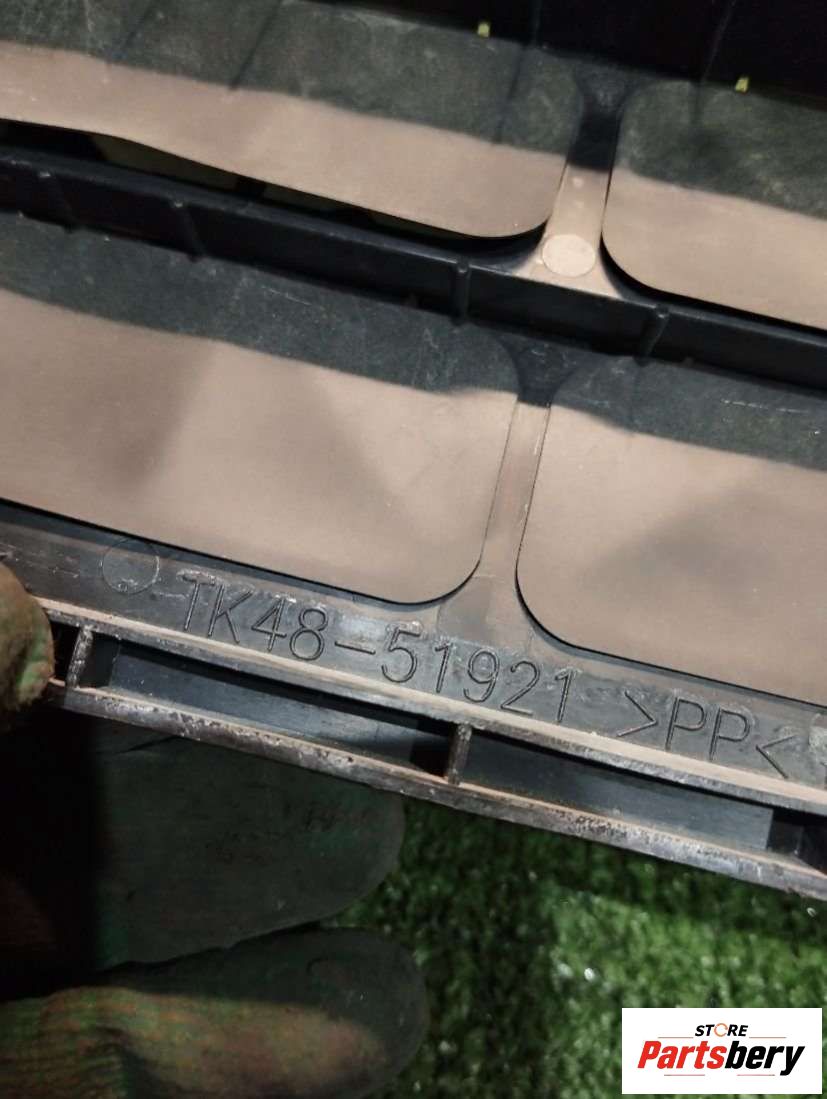 TK48-51921 >PP<
STORE
Partsbery